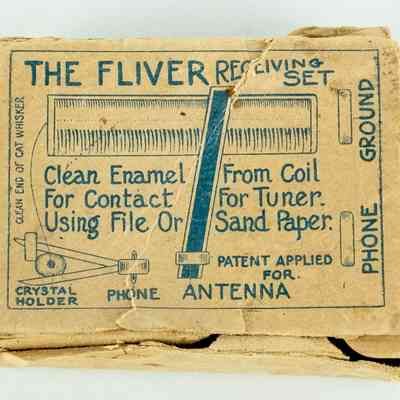 THE FLIVER RECEIVING SET
CLEAN END OF CAT WHISKER
Clean Enamel From Coil
For Contact For Tuner.
Using File Or Sand Paper.
PHONE GROUND
PATENT APPLIED
FOR.
CRYSTAL
HOLDER
PHONE ANTENNA